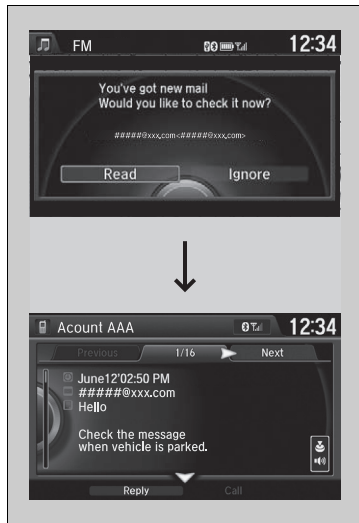 FM 12:34
You've got new mail
Would you like to check it now?
#####@xxx.com<#####@xxx.com>
Read Ignore
Acount AAA 12:34
Previous 1/16 Next
June12'02:50 PM
#####@xxx.com
Hello
Check the message
when vehicle is parked.
Reply Call